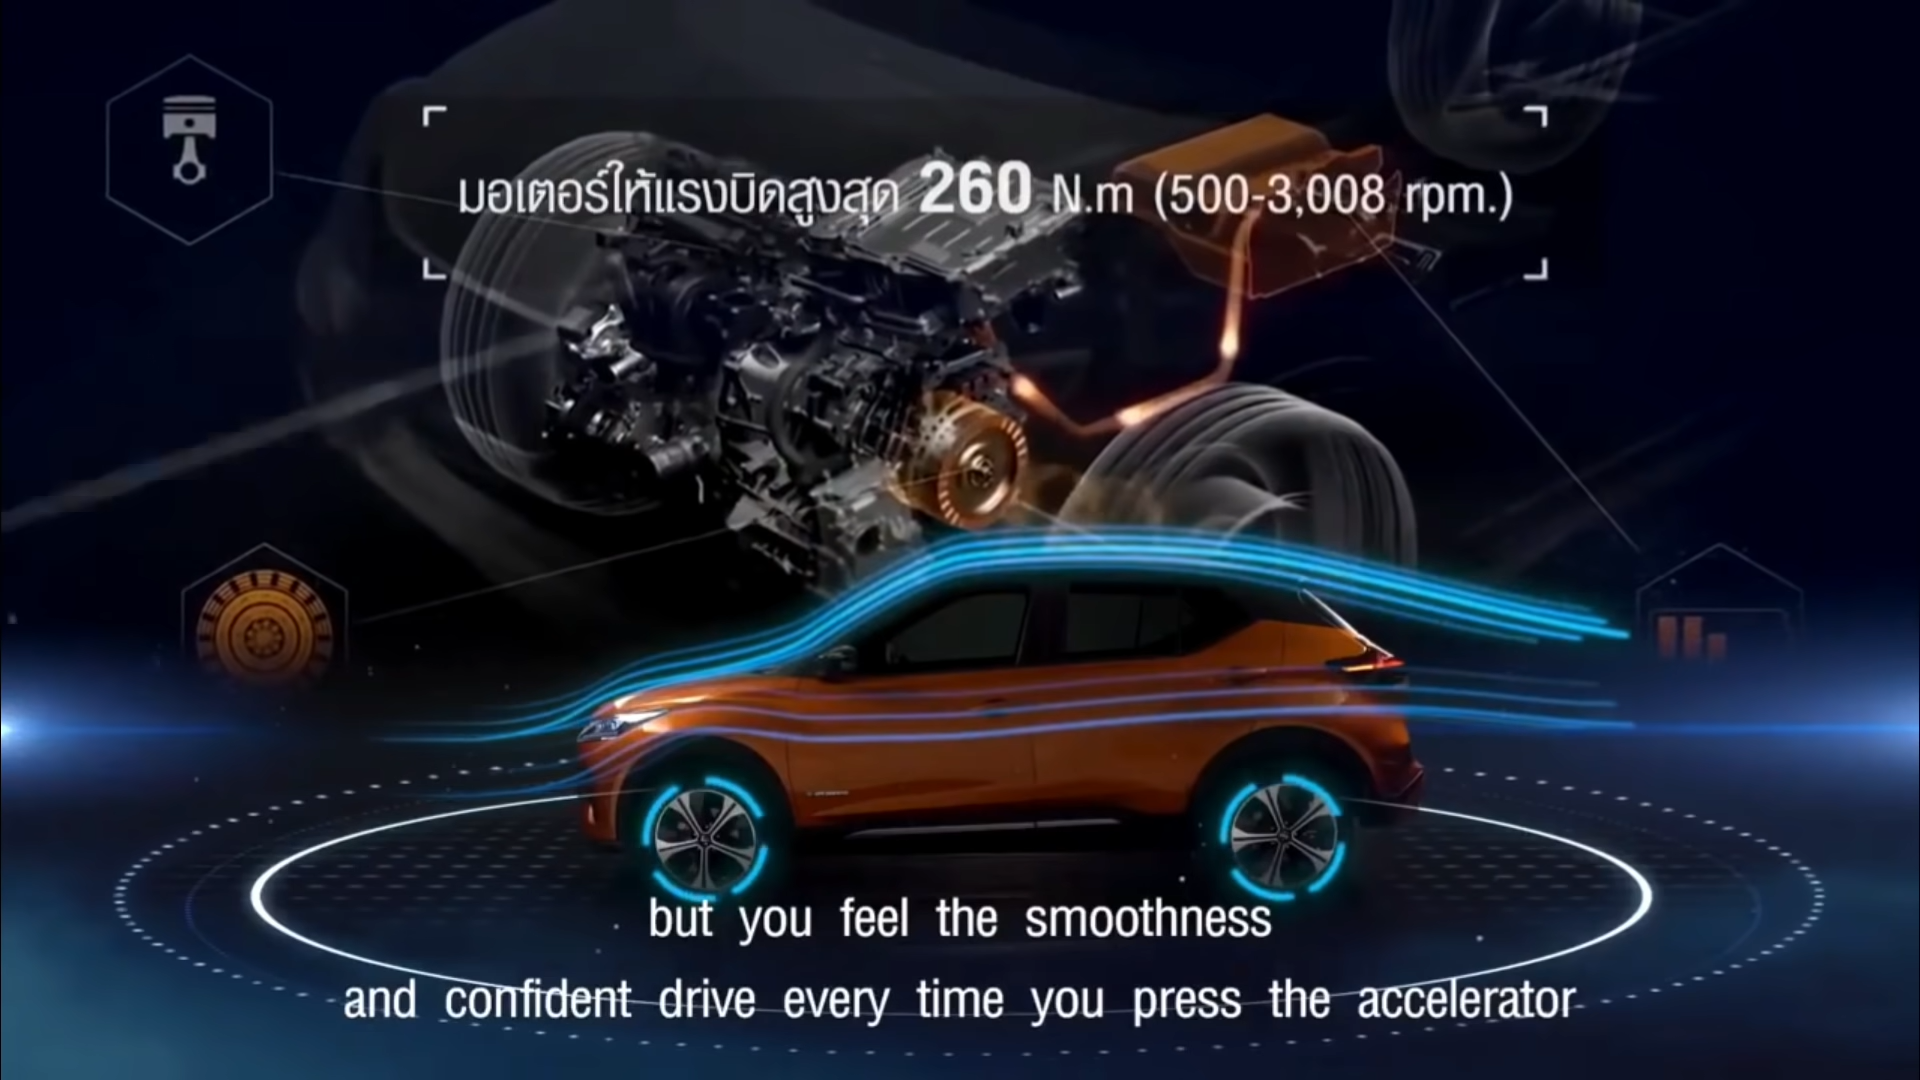 มอเตอร์ให้แรงบิดสูงสุด 260 N.m (500-3,008 rpm.)
but you feel the smoothness
and confident drive every time you press the accelerator